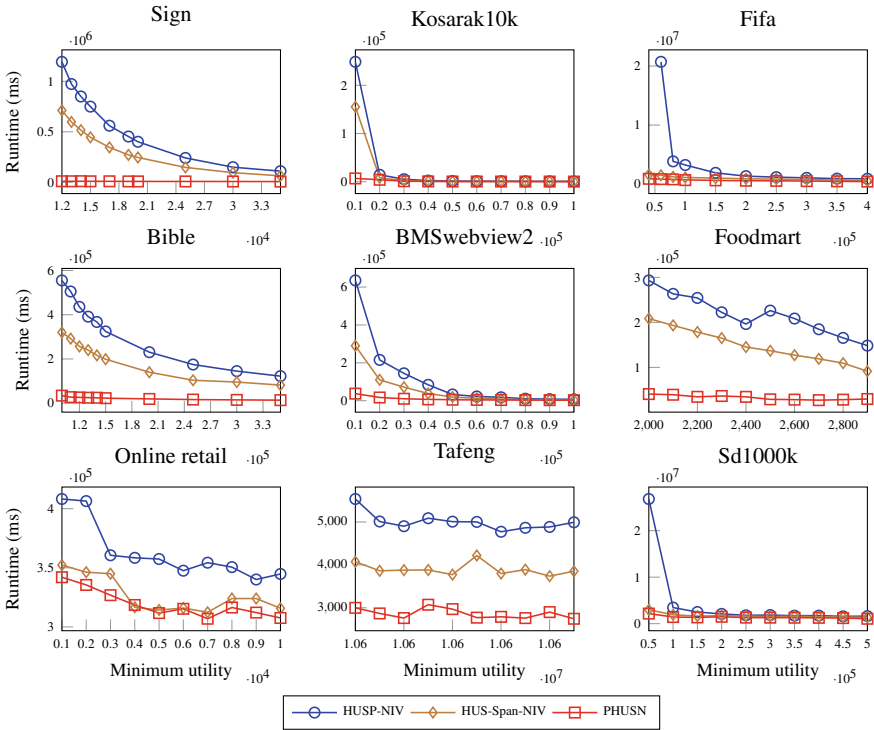 Sign Kosarak10k Fifa
·10^6 ·10^5 ·10^7
Runtime (ms)
1 0.5 0
2 1 0
2 1 0
1.2 1.5 1.8 2.1 2.4 2.7 3 3.3
0.1 0.2 0.3 0.4 0.5 0.6 0.7 0.8 0.9 1
0.5 1 1.5 2 2.5 3 3.5 4
Bible ·10^4 BMSwebview2 ·10^5 Foodmart ·10^5
·10^5 ·10^5
Runtime (ms)
6 4 2 0
6 4 2 0
3 2 1
1.2 1.5 1.8 2.1 2.4 2.7 3 3.3
0.1 0.2 0.3 0.4 0.5 0.6 0.7 0.8 0.9 1
2,000 2,200 2,400 2,600 2,800
Online retail ·10^5 Tafeng ·10^5 Sd1000k
·10^5 ·10^7
Runtime (ms)
4 3.5 3
5,000 4,000 3,000
2 1 0
0.1 0.2 0.3 0.4 0.5 0.6 0.7 0.8 0.9 1
1.06 1.06 1.06 1.06 1.06
0.5 1 1.5 2 2.5 3 3.5 4 4.5 5
Minimum utility ·10^4 Minimum utility ·10^7 Minimum utility ·10^5
HUSP-NIV HUS-Span-NIV PHUSN